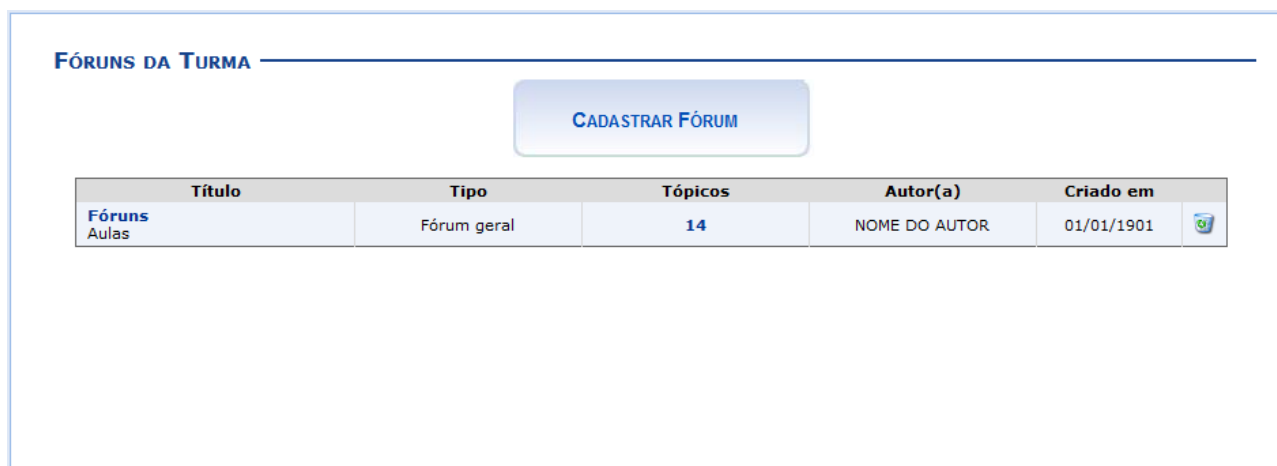 FÓRUNS DA TURMA
CADASTRAR FÓRUM
Título Tipo Tópicos Autor(a) Criado em
Fóruns
Aulas Fórum geral 14 NOME DO AUTOR 01/01/1901